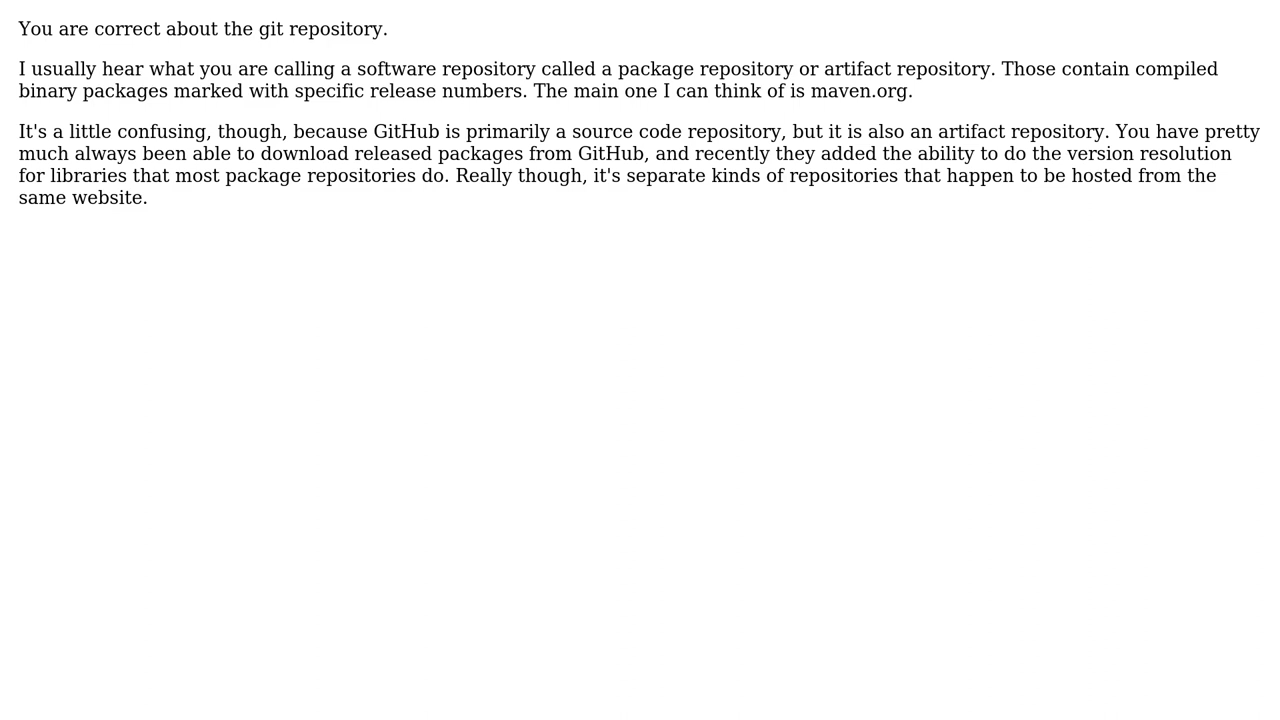 You are correct about the git repository.
I usually hear what you are calling a software repository called a package repository or artifact repository. Those contain compiled
binary packages marked with specific release numbers. The main one I can think of is maven.org.
It's a little confusing, though, because GitHub is primarily a source code repository, but it is also an artifact repository. You have pretty
much always been able to download released packages from GitHub, and recently they added the ability to do the version resolution
for libraries that most package repositories do. Really though, it's separate kinds of repositories that happen to be hosted from the
same website.